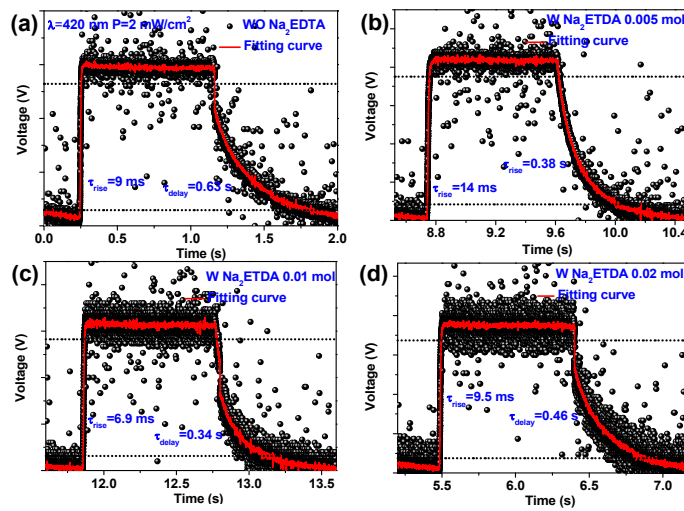 (a)
λ=420 nm P=2 mW/cm²
WO Na₂EDTA
Fitting curve
τrise=9 ms
τdelay=0.63 s
Voltage (V)
0.0 0.5 1.0 1.5 2.0
Time (s)
(b)
W Na₂ETDA 0.005 mol
Fitting curve
τrise=0.38 s
τrise=14 ms
Voltage (V)
8.8 9.2 9.6 10.0 10.4
Time (s)
(c)
W Na₂ETDA 0.01 mol
Fitting curve
τrise=6.9 ms
τdelay=0.34 s
Voltage (V)
12.0 12.5 13.0 13.5
Time (s)
(d)
W Na₂ETDA 0.02 mol
Fitting curve
τrise=9.5 ms
τdelay=0.46 s
Voltage (V)
5.5 6.0 6.5 7.0
Time (s)